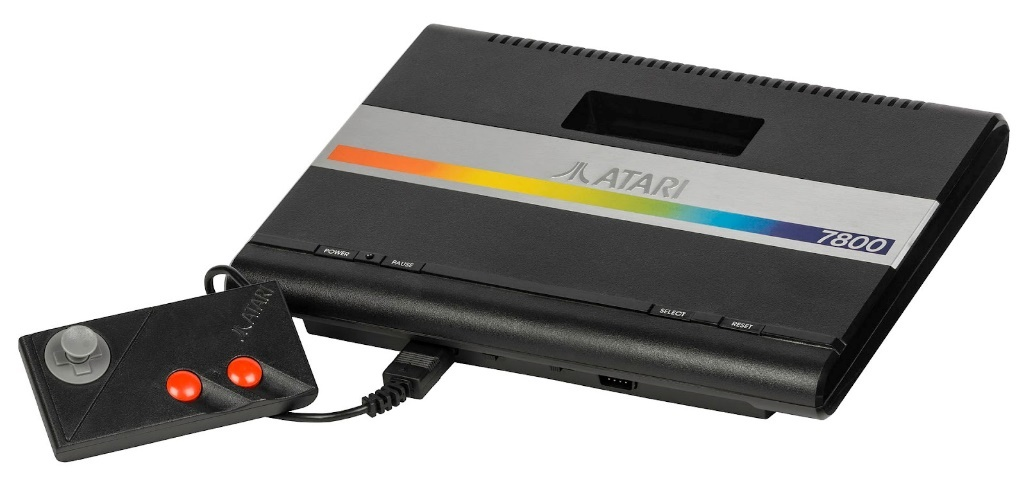 ATARI
7800
POWER
PAUSE
SELECT
RESET
ATARI